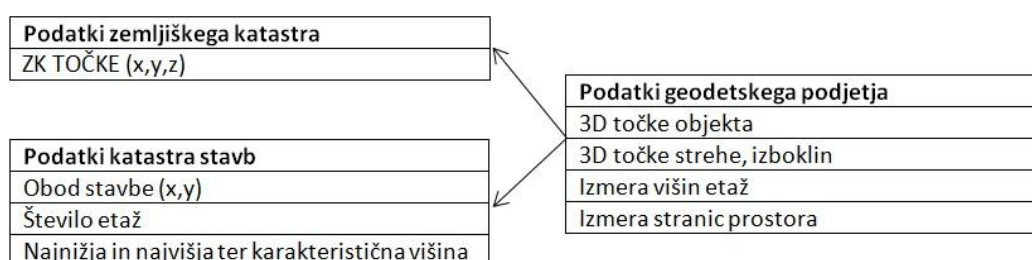 Podatki zemljiškega katastra
ZK TOČKE (x,y,z)
Podatki katastra stavb
Obod stavbe (x,y)
Število etaž
Najnižja in najvišja ter karakteristična višina
Podatki geodetskega podjetja
3D točke objekta
3D točke strehe, izboklin
Izmera višin etaž
Izmera stranic prostora